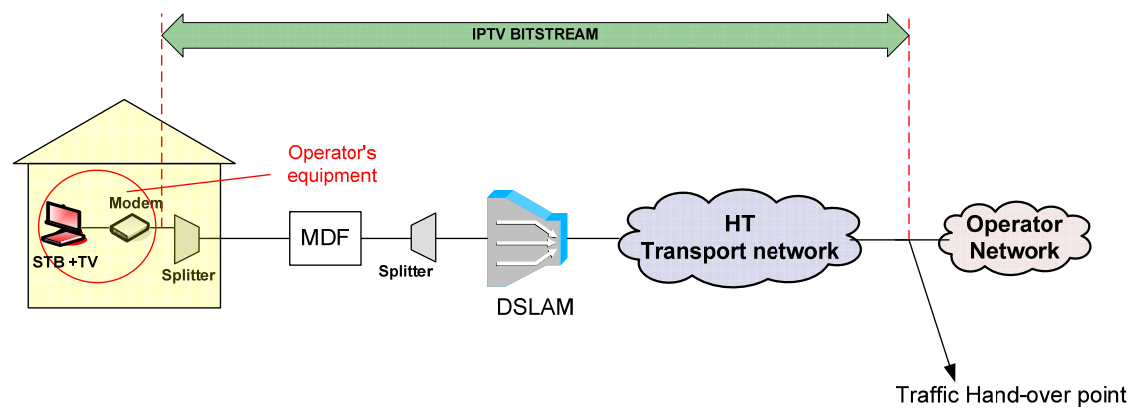 IPTV BITSTREAM
Operator's
equipment
Modem
STB +TV
Splitter
MDF
Splitter
DSLAM
HT
Transport network
Operator
Network
Traffic Hand-over point